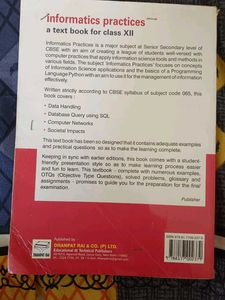 Informatics practices
a text book for class XII
Informatics Practices is a major subject at Senior Secondary level of
CBSE with an aim of creating a league of students well-versed with
computer practices that apply information science tools and methods in
various fields. The subject 'Informatics Practices' focuses on concepts
of Information Science applications and the basics of a Programming
Language Python with an aim to use it for the management of information
effectively.
Written strictly according to CBSE syllabus of subject code 065, this
book covers :
• Data Handling
• Database Query using SQL
• Computer Networks
• Societal Impacts
This text book has been so designed that it contains adequate examples
and practical questions so as to make the learning complete.
Keeping in sync with earlier editions, this book comes with a student-
friendly presentation style so as to make learning process easier
and fun to learn. This textbook - complete with numerous examples,
OTQs (Objective Type Questions), solved problems, glossary and
assignments - promises to guide you for the preparation for the final
examination.
Publisher
Published by :
DHANPAT RAI & CO. (P) LTD.
Educational & Technical Publishers